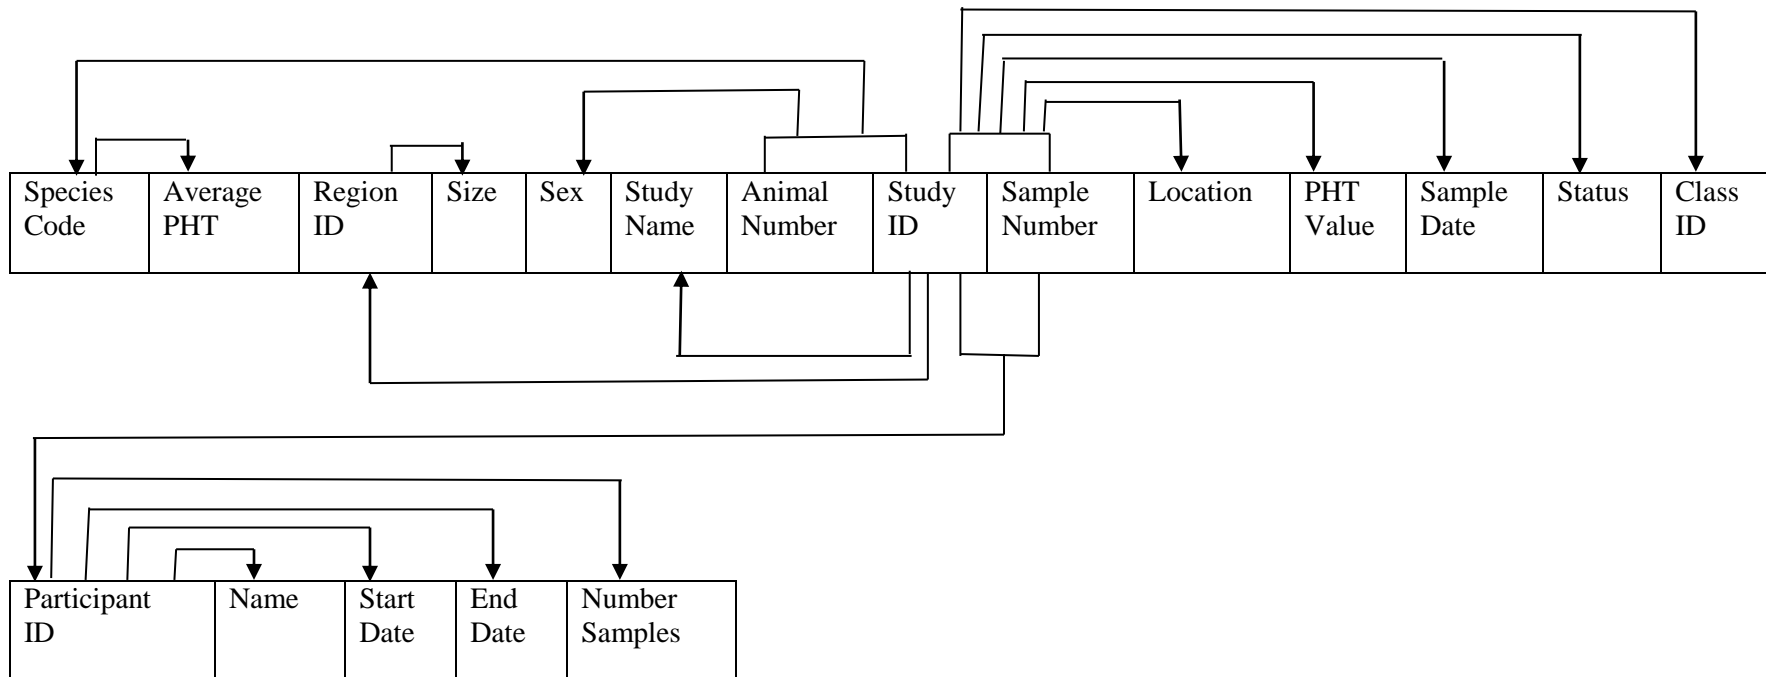 Species
Code
Average
PHT
Region
ID
Size
Sex
Study
Name
Animal
Number
Study
ID
Sample
Number
Location
PHT
Value
Sample
Date
Status
Class
ID
Participant
ID
Name
Start
Date
End
Date
Number
Samples